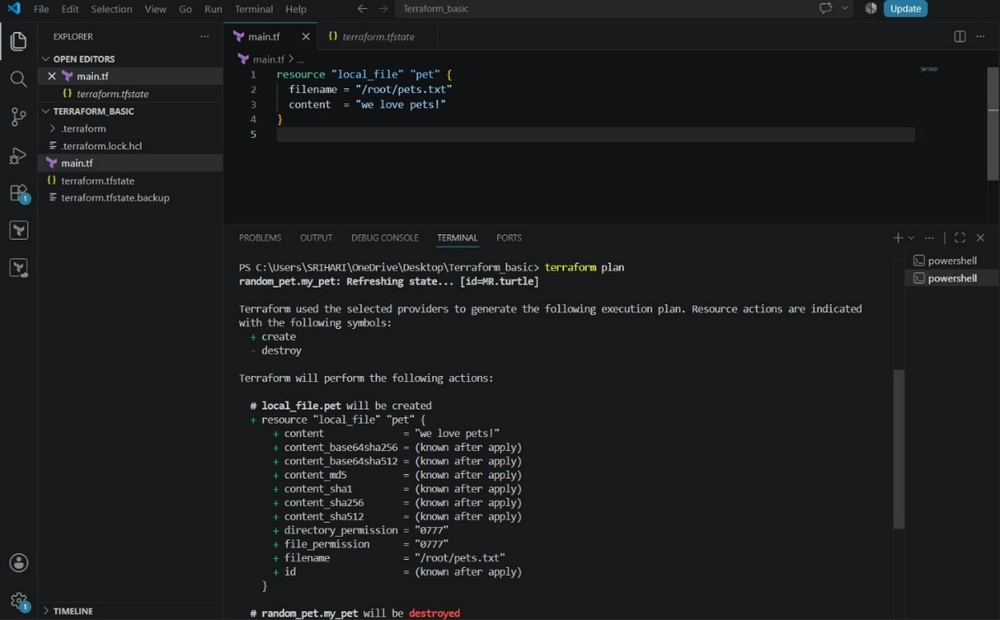 File Edit Selection View Go Run Terminal Help
Terraform_basic
Update
EXPLORER
OPEN EDITORS
main.tf
{} terraform.tfstate
TERRAFORM_BASIC
.terraform
.terraform.lock.hcl
main.tf
{} terraform.tfstate
terraform.tfstate.backup
TIMELINE
main.tf
{} terraform.tfstate
main.tf > ...
1 resource "local_file" "pet" {
2 filename = "/root/pets.txt"
3 content = "we love pets!"
4 }
5
PROBLEMS OUTPUT DEBUG CONSOLE TERMINAL PORTS
powershell
powershell
PS C:\Users\SRIHARI\OneDrive\Desktop\Terraform_basic> terraform plan
random_pet.my_pet: Refreshing state... [id=MR.turtle]
Terraform used the selected providers to generate the following execution plan. Resource actions are indicated
with the following symbols:
+ create
- destroy
Terraform will perform the following actions:
# local_file.pet will be created
+ resource "local_file" "pet" {
+ content = "we love pets!"
+ content_base64sha256 = (known after apply)
+ content_base64sha512 = (known after apply)
+ content_md5 = (known after apply)
+ content_sha1 = (known after apply)
+ content_sha256 = (known after apply)
+ content_sha512 = (known after apply)
+ directory_permission = "0777"
+ file_permission = "0777"
+ filename = "/root/pets.txt"
+ id = (known after apply)
}
# random_pet.my_pet will be destroyed
1
1